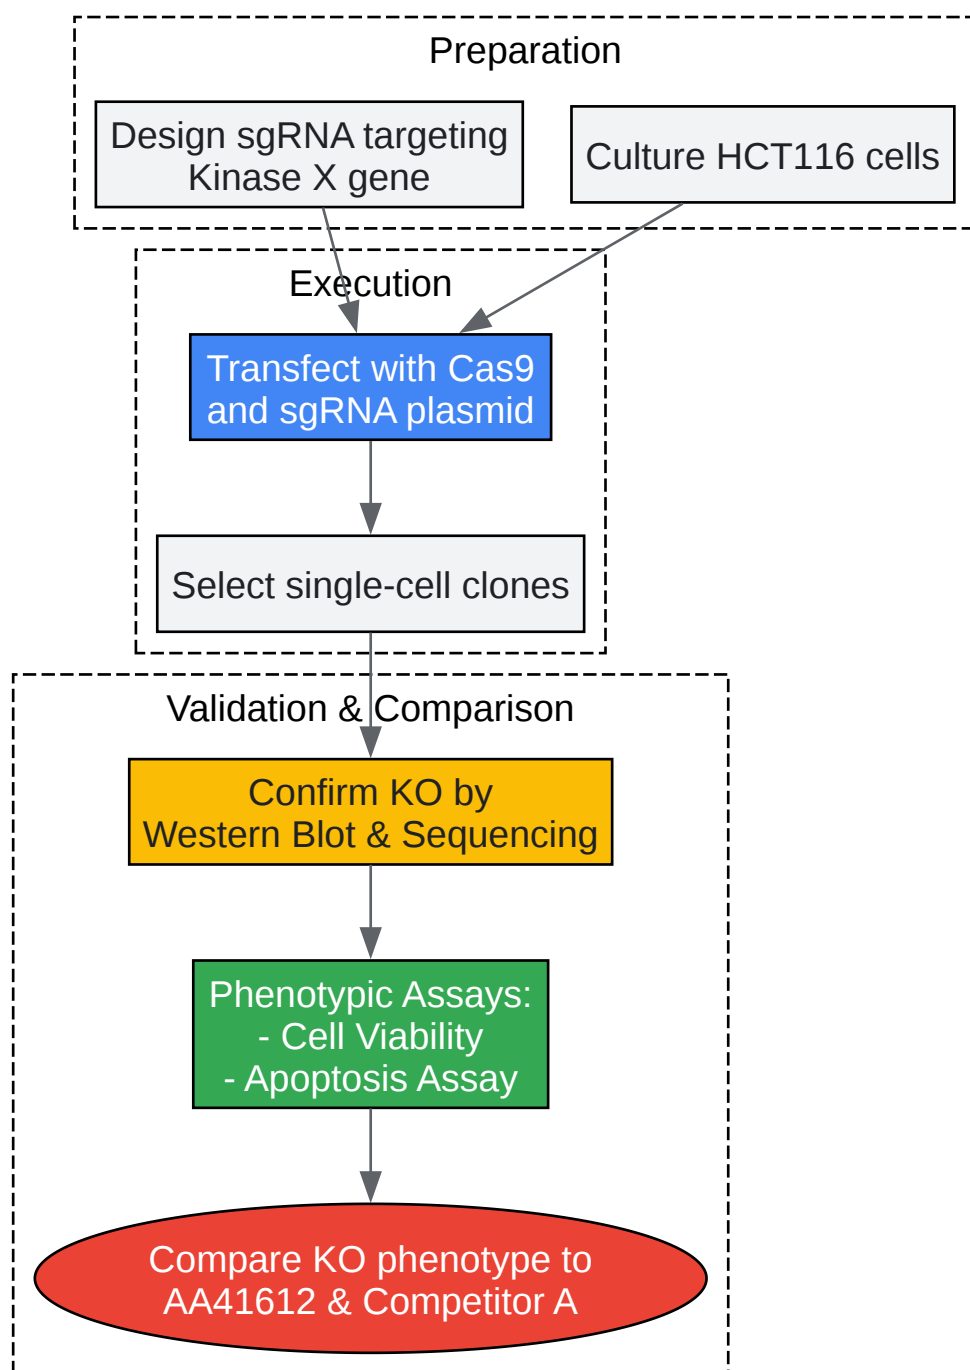 Preparation
Design sgRNA targeting
Kinase X gene
Culture HCT116 cells
Execution
Transfect with Cas9
and sgRNA plasmid
Select single-cell clones
Validation & Comparison
Confirm KO by
Western Blot & Sequencing
Phenotypic Assays:
- Cell Viability
- Apoptosis Assay
Compare KO phenotype to
AA41612 & Competitor A